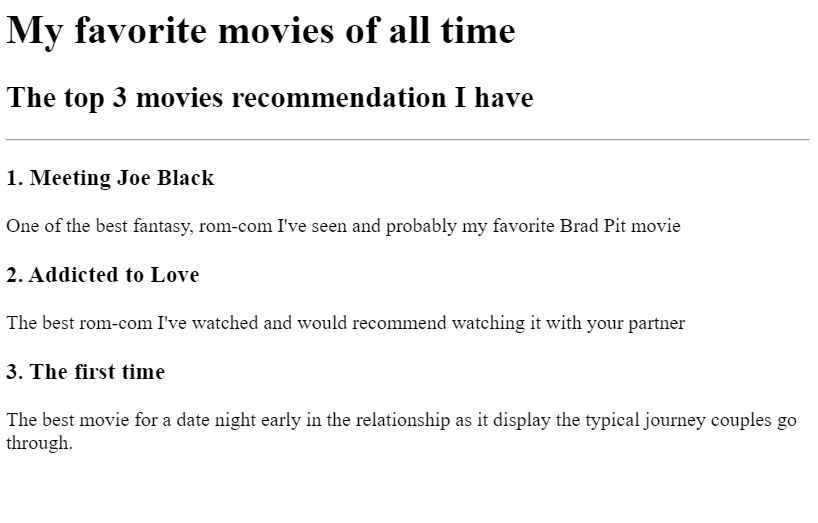 My favorite movies of all time
The top 3 movies recommendation I have
1. Meeting Joe Black
One of the best fantasy, rom-com I've seen and probably my favorite Brad Pit movie
2. Addicted to Love
The best rom-com I've watched and would recommend watching it with your partner
3. The first time
The best movie for a date night early in the relationship as it display the typical journey couples go
through.